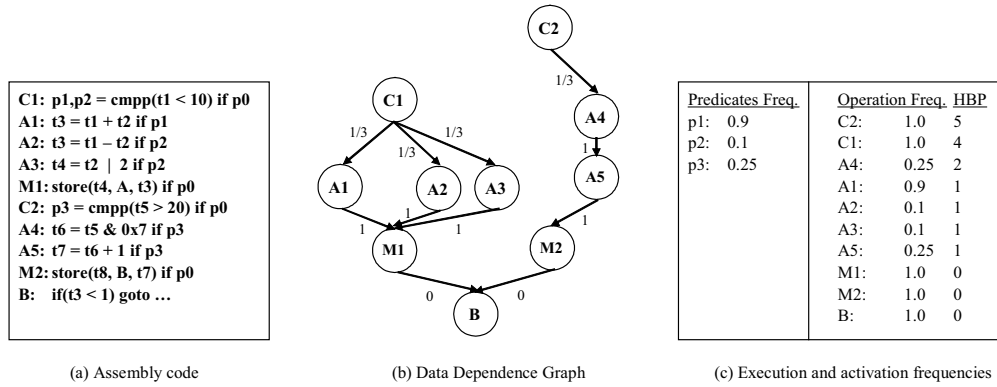 C1: p1,p2 = cmpp(t1 < 10) if p0
A1: t3 = t1 + t2 if p1
A2: t3 = t1 – t2 if p2
A3: t4 = t2 | 2 if p2
M1: store(t4, A, t3) if p0
C2: p3 = cmpp(t5 > 20) if p0
A4: t6 = t5 & 0x7 if p3
A5: t7 = t6 + 1 if p3
M2: store(t8, B, t7) if p0
B: if(t3 < 1) goto …
(a) Assembly code
C2
1/3
C1
A4
1/3
1/3
1/3
1
A1
A2
A3
A5
1
1
1
1
M1
M2
0
0
B
(b) Data Dependence Graph
Predicates Freq.
p1: 0.9
p2: 0.1
p3: 0.25
Operation Freq. HBP
C2: 1.0 5
C1: 1.0 4
A4: 0.25 2
A1: 0.9 1
A2: 0.1 1
A3: 0.1 1
A5: 0.25 1
M1: 1.0 0
M2: 1.0 0
B: 1.0 0
(c) Execution and activation frequencies